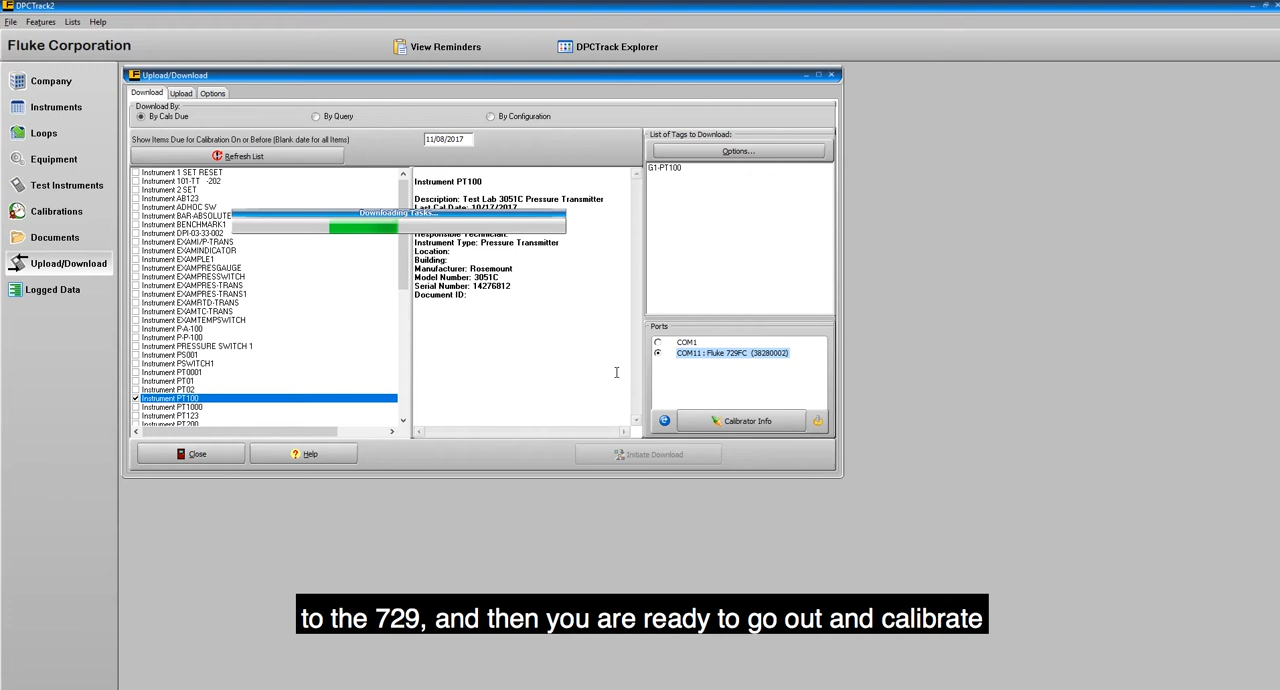 DPCTrack2
File Features Lists Help
Fluke Corporation
View Reminders
DPCTrack Explorer
Company
Instruments
Loops
Equipment
Test Instruments
Calibrations
Documents
Upload/Download
Logged Data
Upload/Download
Download Upload Options
Download By:
By Cals Due By Query By Configuration
Show Items Due for Calibration On or Before (Blank date for all Items) 11/08/2017
Refresh List
Instrument 1 SET RESET
Instrument 101-TT -202
Instrument 2 SET
Instrument AB123
Instrument ADHOC SW
Instrument BAR-ABSOLUTE
Instrument BENCHMARK1
Instrument DPI-03-33-002
Instrument EXAMI/P-TRANS
Instrument EXAMINDICATOR
Instrument EXAMPLE1
Instrument EXAMPRESGAUGE
Instrument EXAMPRESSWITCH
Instrument EXAMPRES-TRANS
Instrument EXAMPRES-TRANS1
Instrument EXAMRTD-TRANS
Instrument EXAMTC-TRANS
Instrument EXAMTEMPSWITCH
Instrument P-A-100
Instrument P-P-100
Instrument PRESSURE SWITCH 1
Instrument PS001
Instrument PSWITCH1
Instrument PT0001
Instrument PT01
Instrument PT02
Instrument PT100
Instrument PT1000
Instrument PT123
Instrument PT200
Downloading Tasks...
Instrument PT100
Description: Test Lab 3051C Pressure Transmitter
Last Cal Date: 10/17/2017
Responsible Technician:
Instrument Type: Pressure Transmitter
Location:
Building:
Manufacturer: Rosemount
Model Number: 3051C
Serial Number: 14276812
Document ID:
List of Tags to Download:
Options...
G1-PT100
Ports
COM1
COM11 : Fluke 729FC (38280002)
Calibrator Info
Close
Help
Initiate Download
to the 729, and then you are ready to go out and calibrate